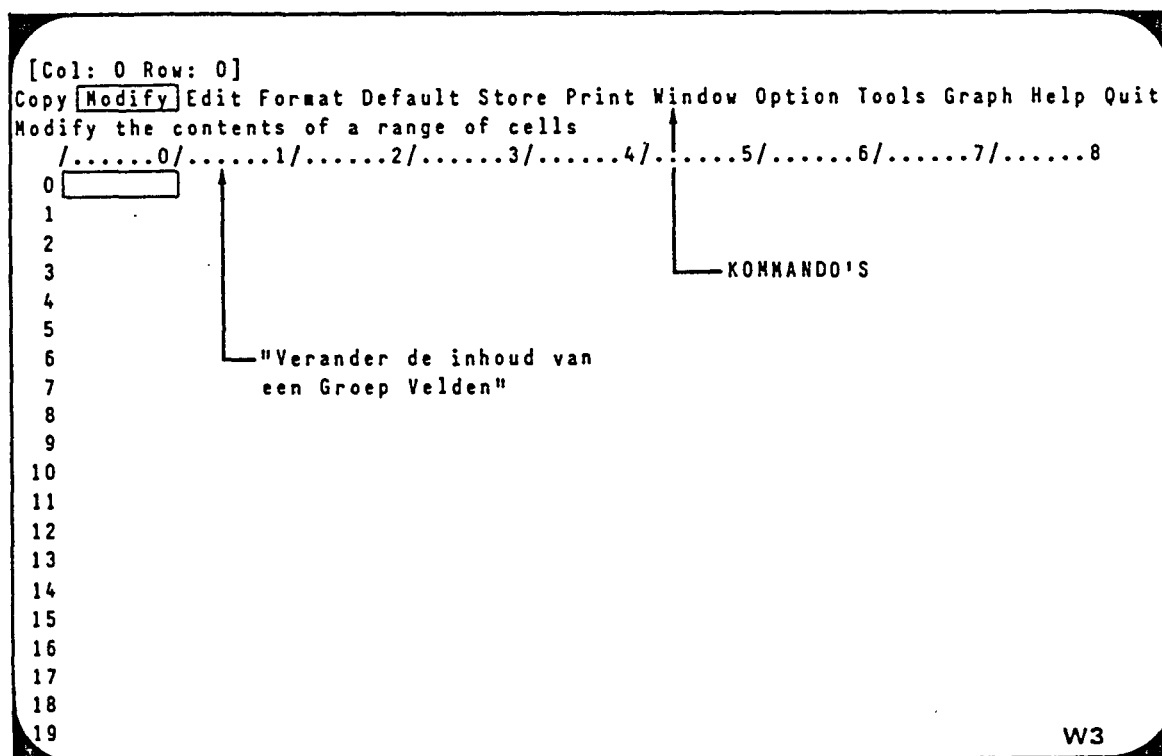 [Col: 0 Row: 0]
Copy Modify Edit Format Default Store Print Window Option Tools Graph Help Quit
Modify the contents of a range of cells
/......0/......1/......2/......3/......4/......5/......6/......7/......8
0
1
2
3 KOMMANDO'S
4
5
6 "Verander de inhoud van
7 een Groep Velden"
8
9
10
11
12
13
14
15
16
17
18
19 W3